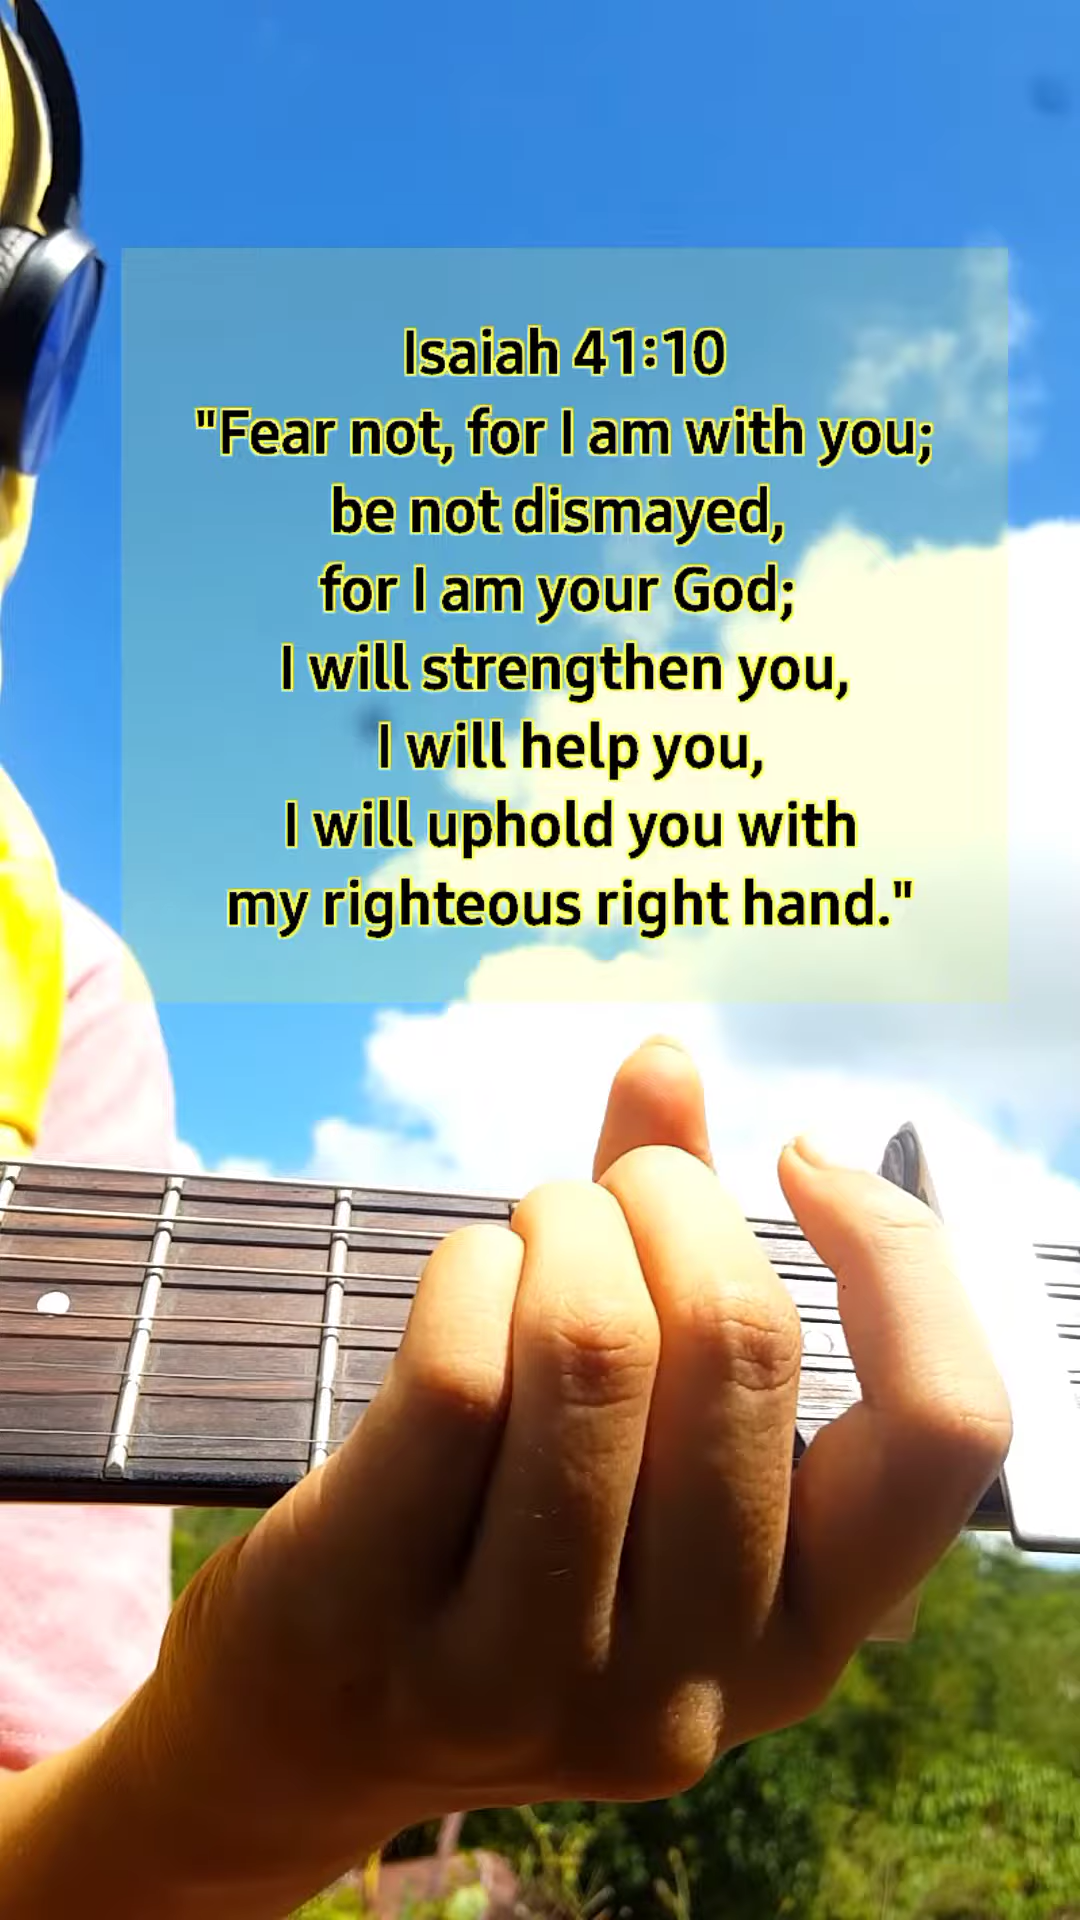 Isaiah 41:10
"Fear not, for I am with you;
be not dismayed,
for I am your God;
I will strengthen you,
I will help you,
I will uphold you with
my righteous right hand."